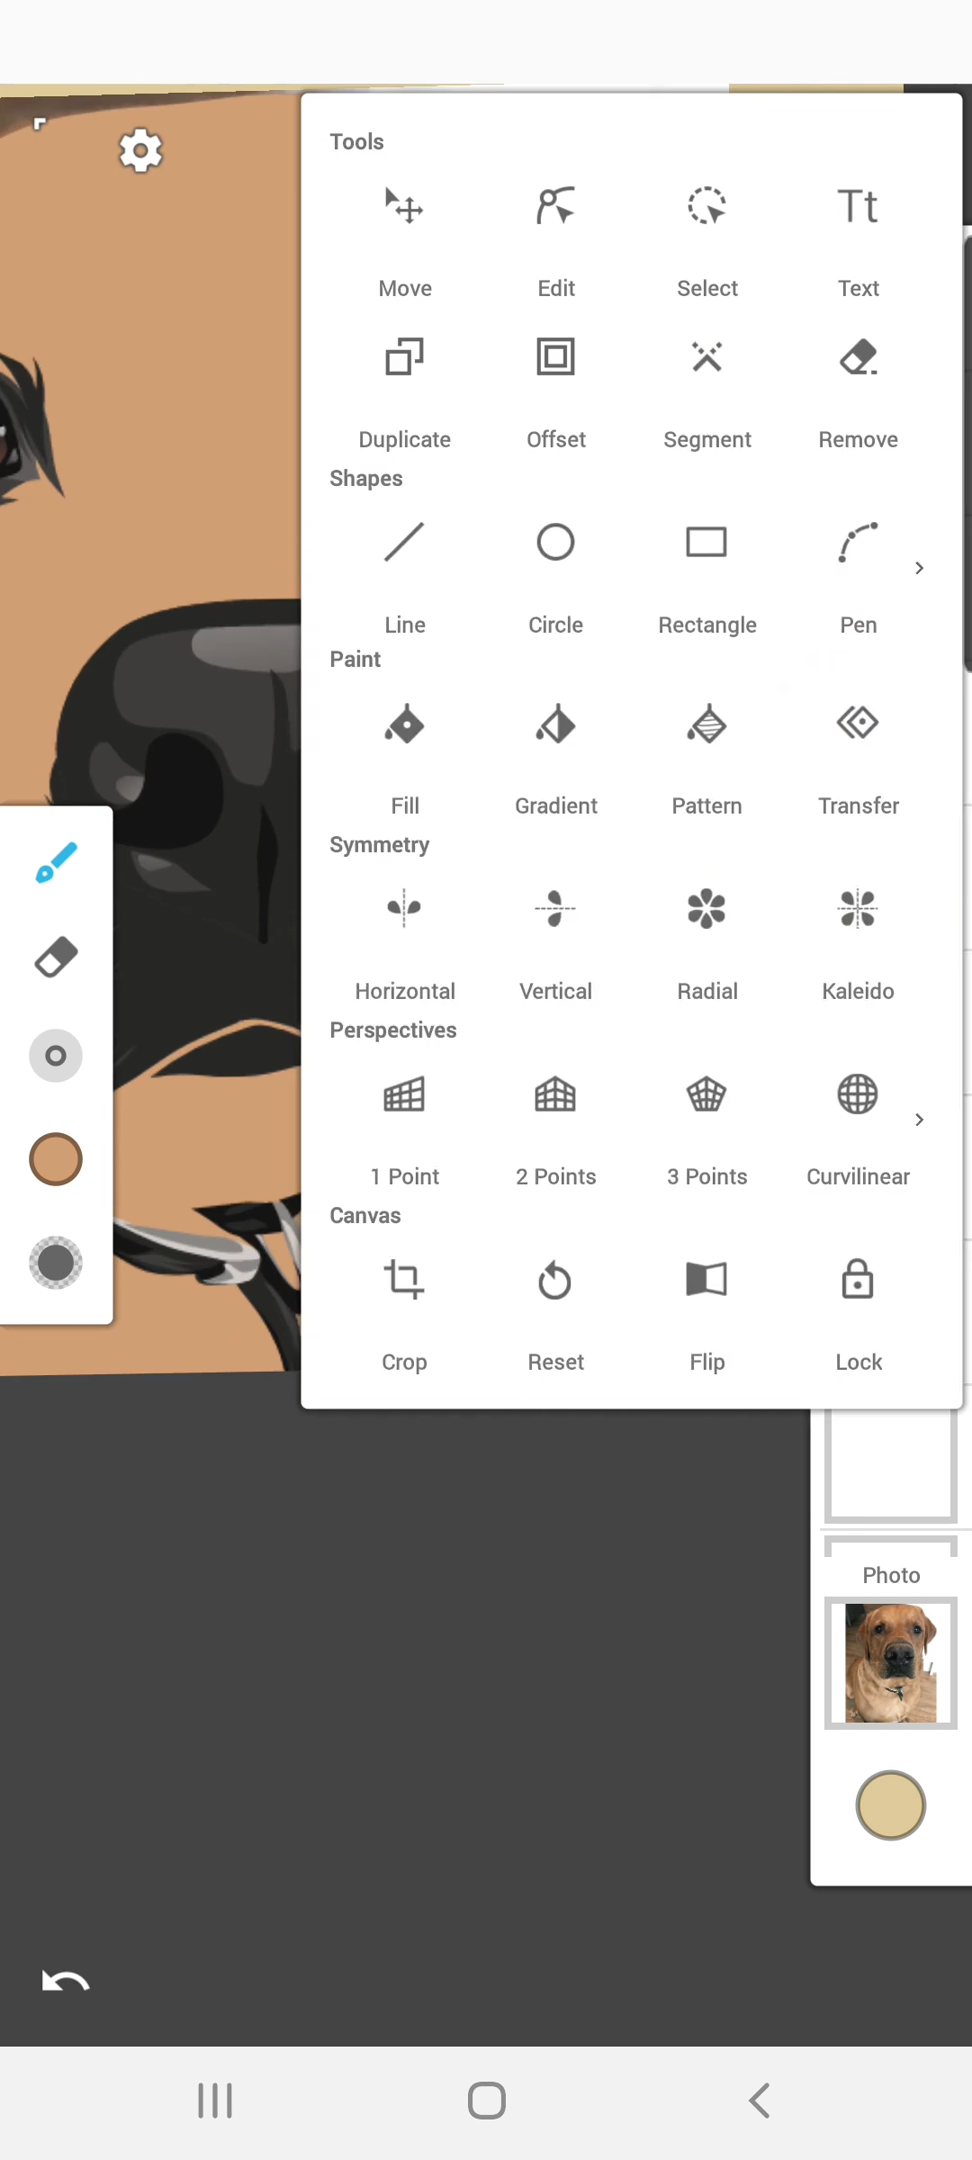 Tools
Move Edit Select Text
Duplicate Offset Segment Remove
Shapes
Line Circle Rectangle Pen
Paint
Fill Gradient Pattern Transfer
Symmetry
Horizontal Vertical Radial Kaleido
Perspectives
1 Point 2 Points 3 Points Curvilinear
Canvas
Crop Reset Flip Lock
Photo